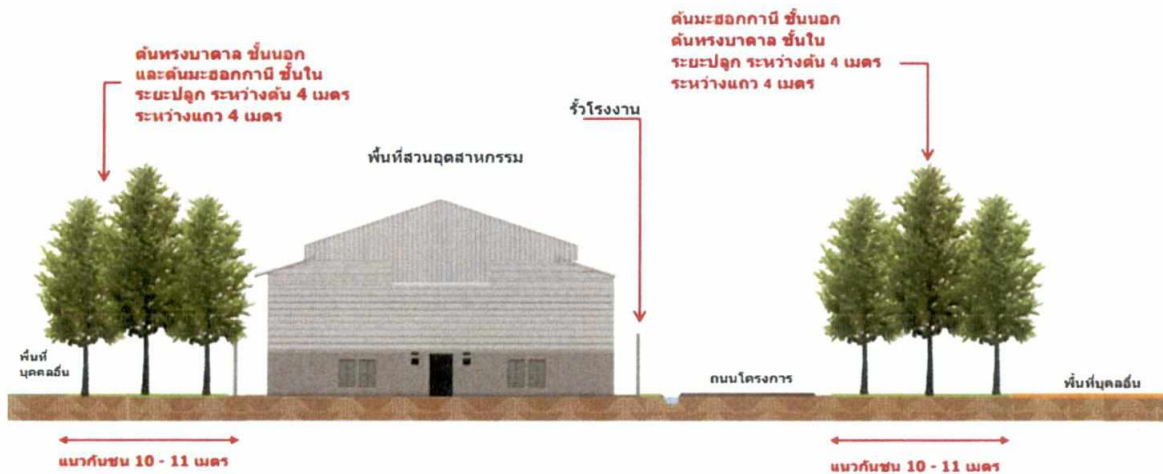 ต้นทรงบาดาล ชั้นนอก
และต้นมะฮอกกานี ชั้นใน
ระยะปลูก ระหว่างต้น 4 เมตร
ระหว่างแถว 4 เมตร
ต้นมะฮอกกานี ชั้นนอก
ต้นทรงบาดาล ชั้นใน
ระยะปลูก ระหว่างต้น 4 เมตร
ระหว่างแถว 4 เมตร
รั้วโรงงาน
พื้นที่สวนอุตสาหกรรม
พื้นที่
บุคคลอื่น
ถนนโครงการ
พื้นที่บุคคลอื่น
แนวกันชน 10 - 11 เมตร
แนวกันชน 10 - 11 เมตร